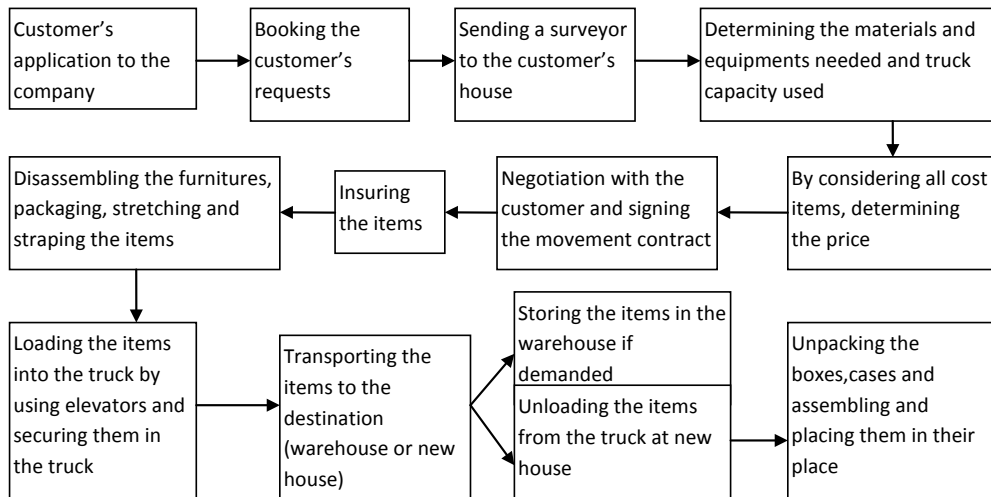 Customer's
application to the
company
Booking the
customer's
requests
Sending a surveyor
to the customer's
house
Determining the materials and
equipments needed and truck
capacity used
By considering all cost
items, determining
the price
Negotiation with the
customer and signing
the movement contract
Insuring
the items
Disassembling the furnitures,
packaging, stretching and
straping the items
Loading the items
into the truck by
using elevators and
securing them in
the truck
Transporting the
items to the
destination
(warehouse or new
house)
Storing the items in the
warehouse if
demanded
Unloading the items
from the truck at new
house
Unpacking the
boxes,cases and
assembling and
placing them in their
place